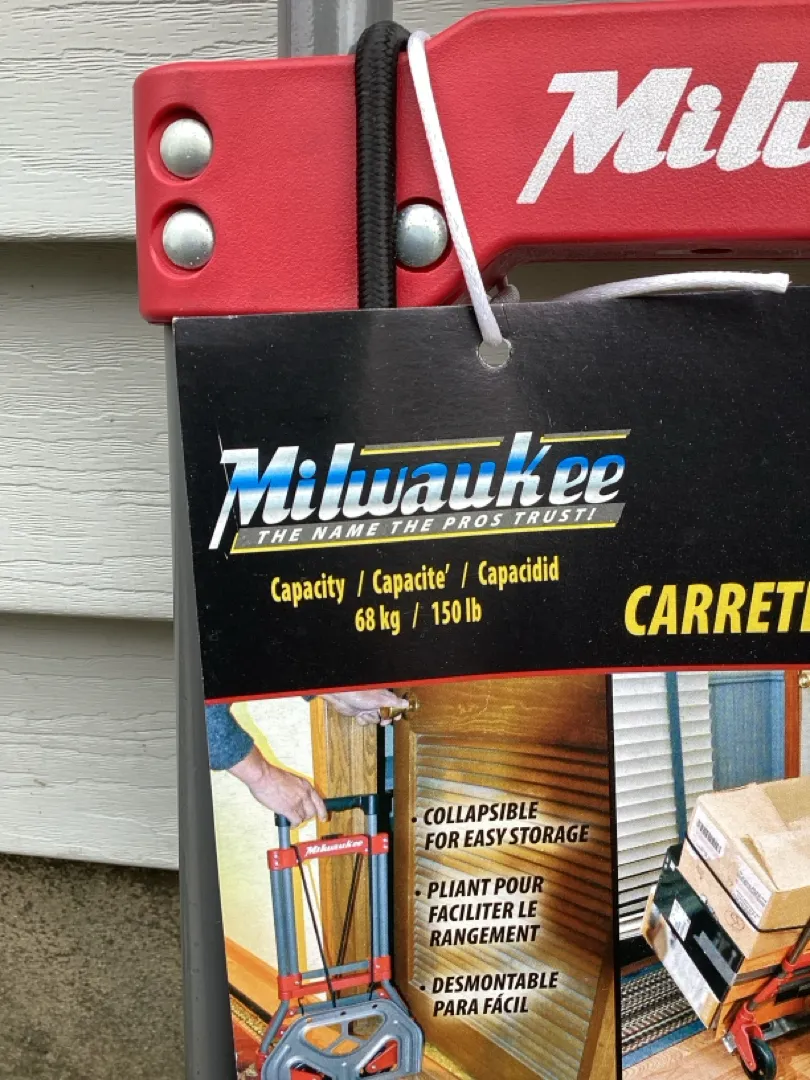 Milwaukee
THE NAME THE PROS TRUST!
Capacity / Capacite' / Capacidid
68 kg / 150 lb
Milwaukee
• COLLAPSIBLE
FOR EASY STORAGE
• PLIANT POUR
FACILITER LE
RANGEMENT
• DESMONTABLE
PARA FÁCIL